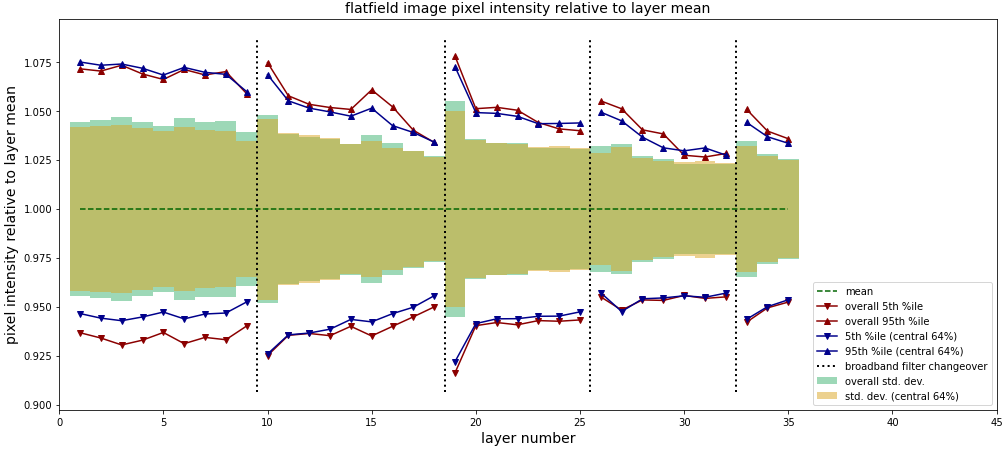 flatfield image pixel intensity relative to layer mean
pixel intensity relative to layer mean
1.075
1.050
1.025
1.000
0.975
0.950
0.925
0.900
0
5
10
15
20
25
30
35
40
45
layer number
mean
overall 5th %ile
overall 95th %ile
5th %ile (central 64%)
95th %ile (central 64%)
broadband filter changeover
overall std. dev.
std. dev. (central 64%)